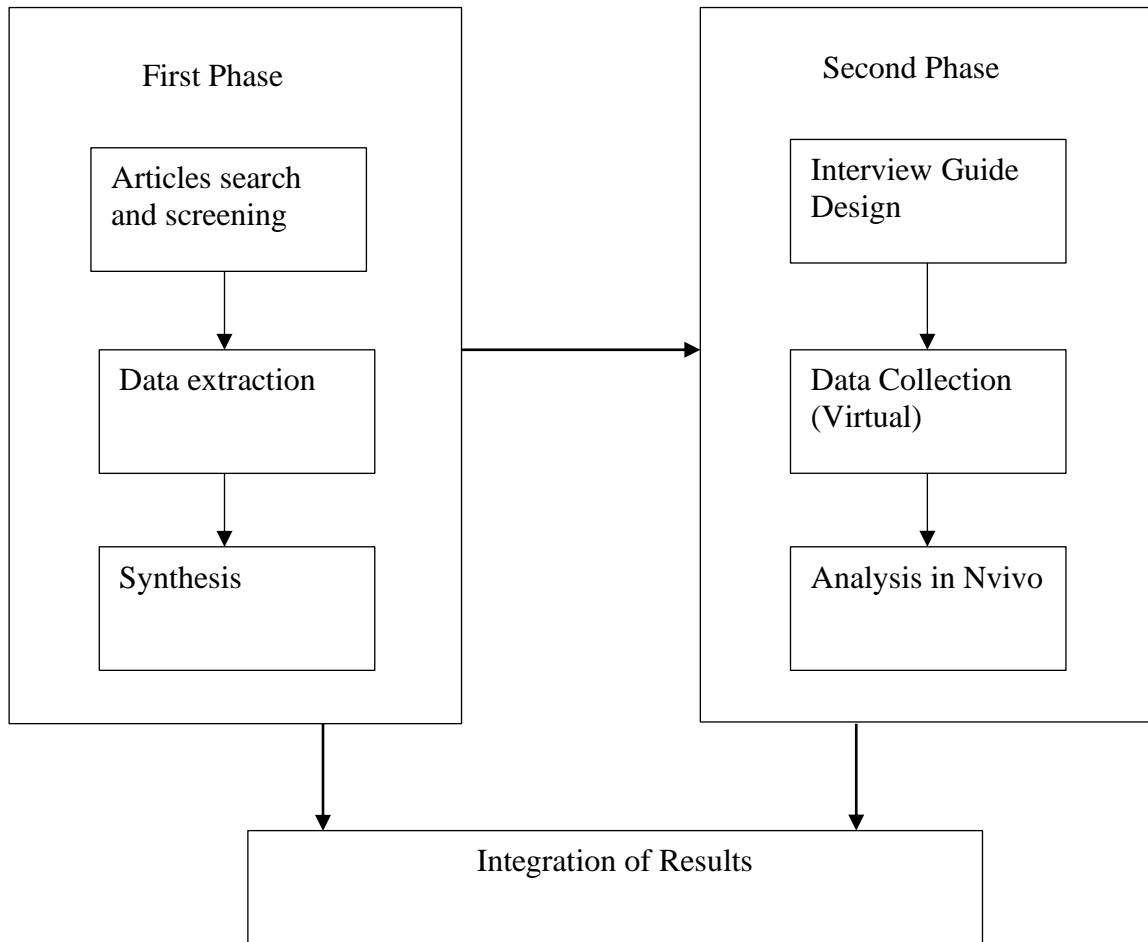 First Phase
Articles search
and screening
Data extraction
Synthesis
Second Phase
Interview Guide
Design
Data Collection
(Virtual)
Analysis in Nvivo
Integration of Results